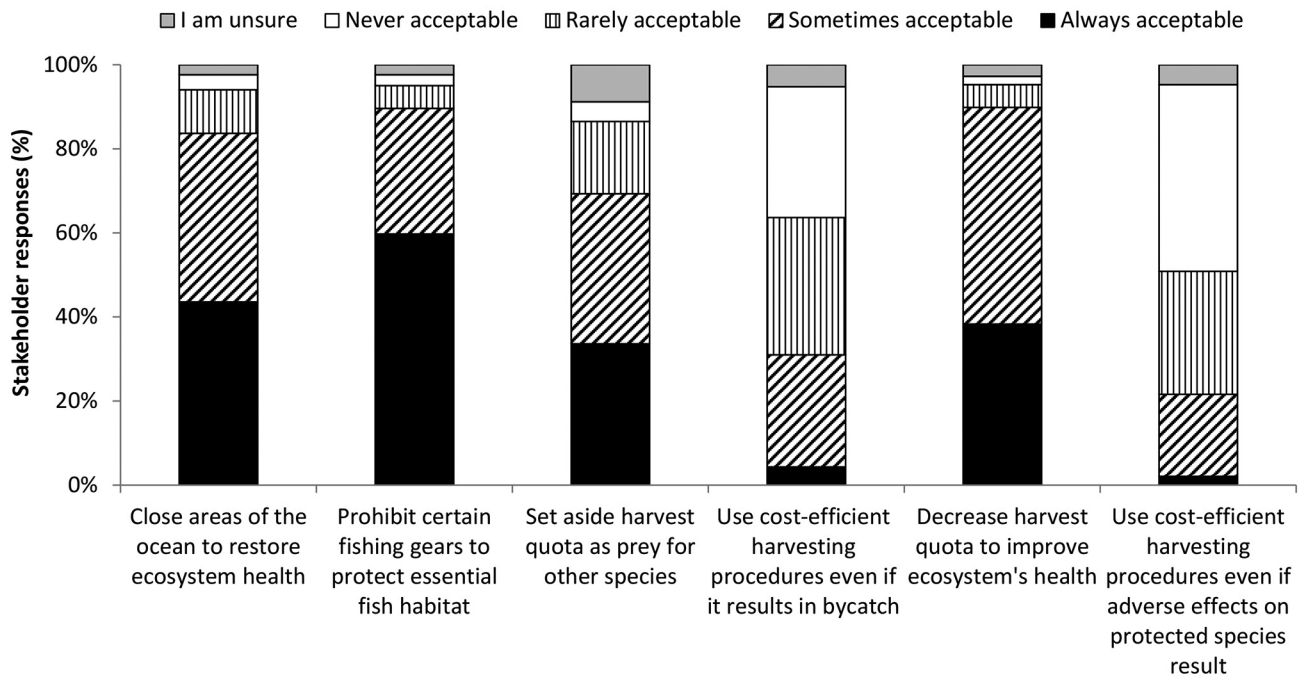 I am unsure Never acceptable Rarely acceptable Sometimes acceptable Always acceptable
100%
80%
60%
40%
20%
0%
Stakeholder responses (%)
Close areas of the
ocean to restore
ecosystem health
Prohibit certain
fishing gears to
protect essential
fish habitat
Set aside harvest
quota as prey for
other species
Use cost-efficient
harvesting
procedures even if
it results in bycatch
Decrease harvest
quota to improve
ecosystem's health
Use cost-efficient
harvesting
procedures even if
adverse effects on
protected species
result